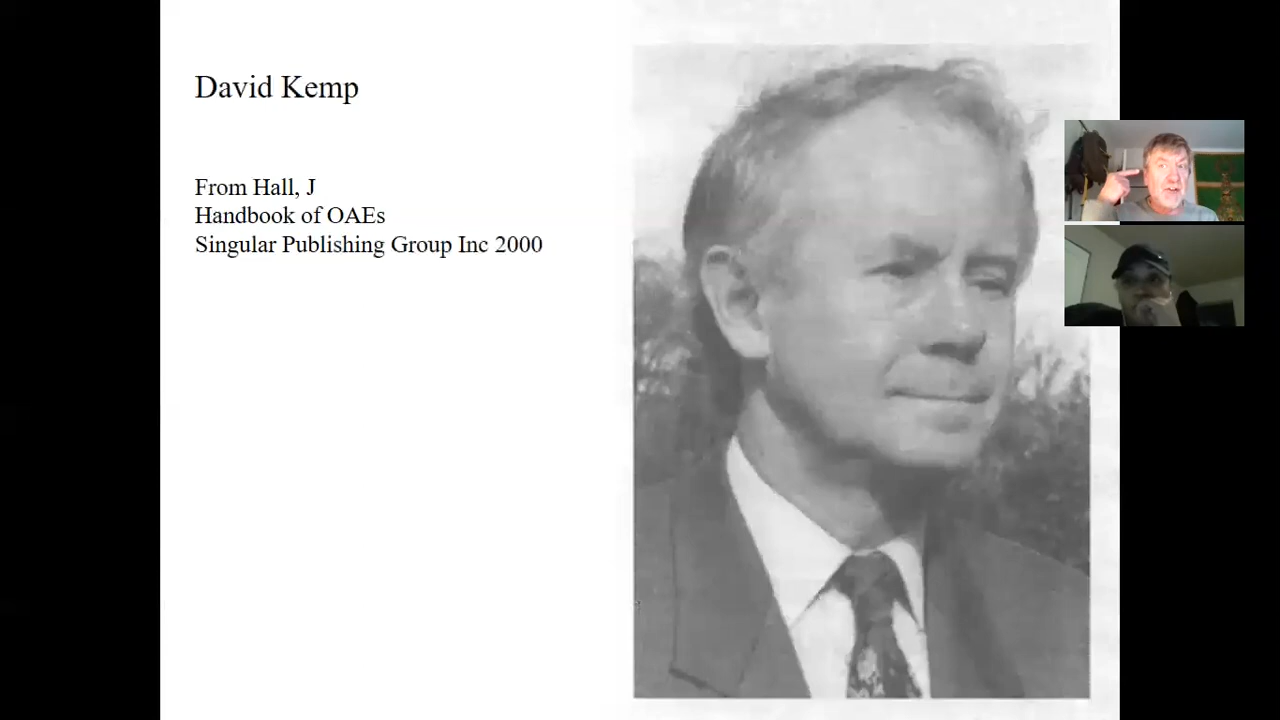 David Kemp
From Hall, J
Handbook of OAEs
Singular Publishing Group Inc 2000